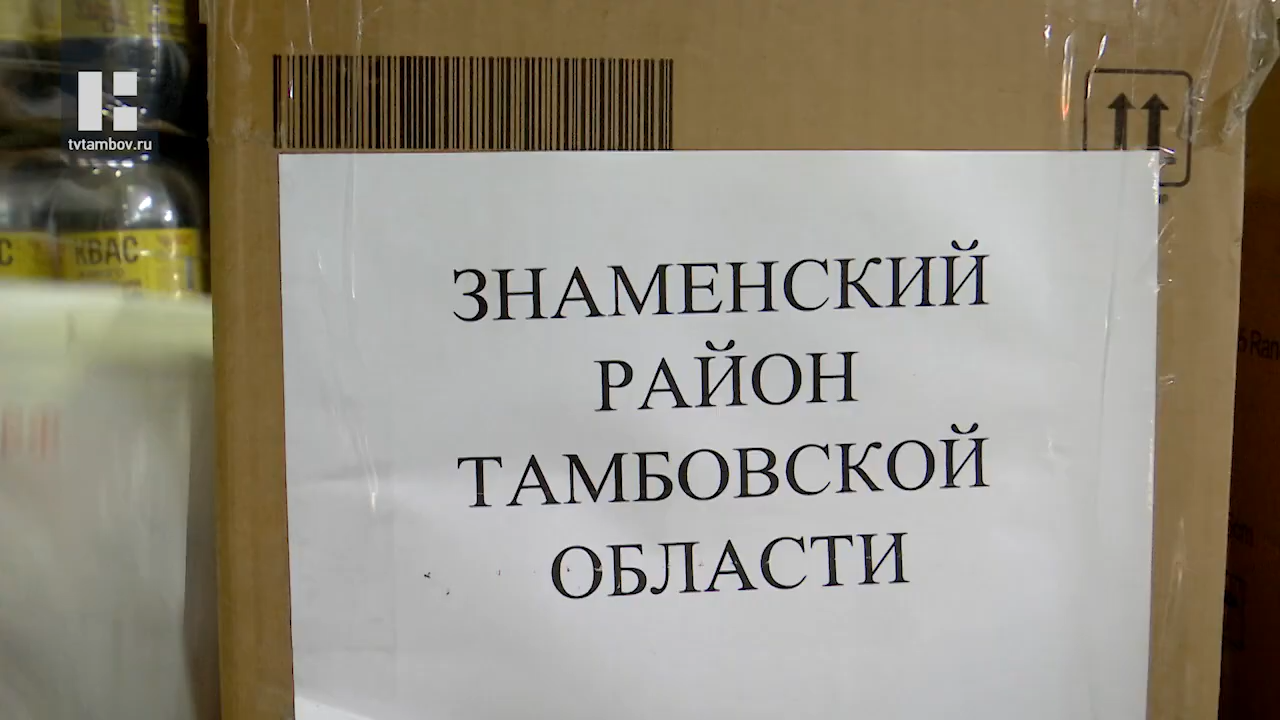 tvtambov.ru
КВАС
ЗНАМЕНСКИЙ
РАЙОН
ТАМБОВСКОЙ
ОБЛАСТИ